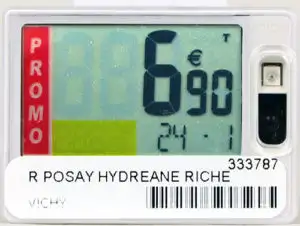 PROMO
6€90
T
24 - 1
333787
R POSAY HYDREANE RICHE
VICHY